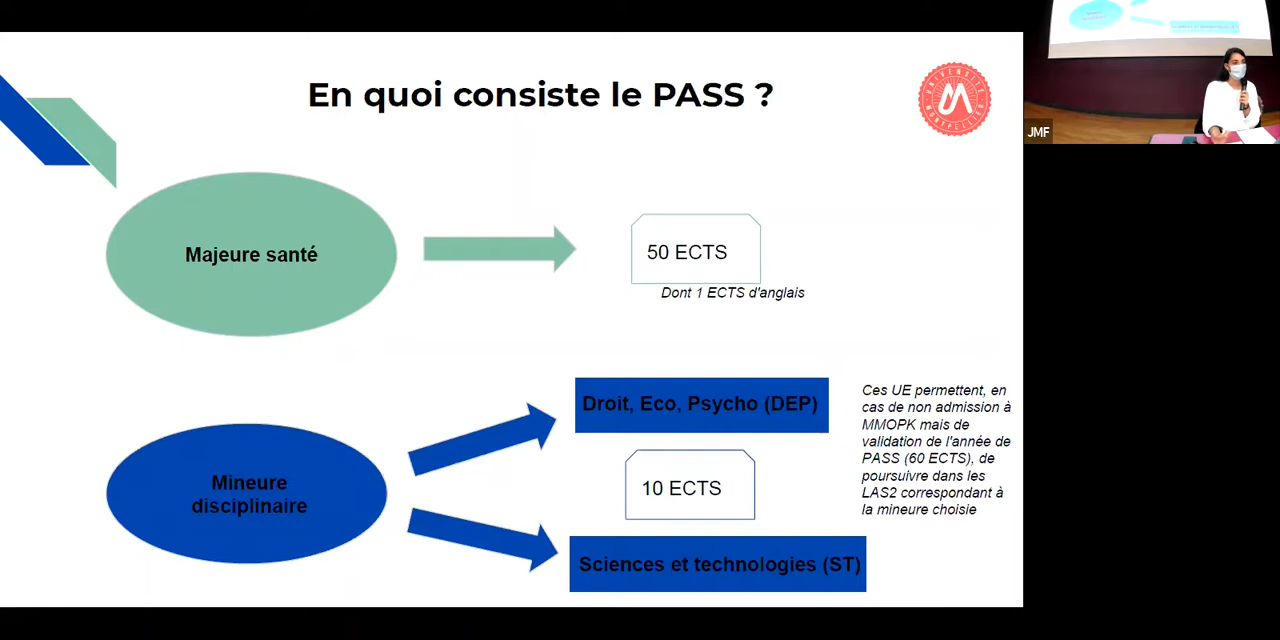 En quoi consiste le PASS ?
UNIVERSITÉ
MONTPELLIER
JMF
Majeure santé
50 ECTS
Dont 1 ECTS d'anglais
Mineure
disciplinaire
Droit, Eco, Psycho (DEP)
10 ECTS
Sciences et technologies (ST)
Ces UE permettent, en
cas de non admission à
MMOPK mais de
validation de l'année de
PASS (60 ECTS), de
poursuivre dans les
LAS2 correspondant à
la mineure choisie